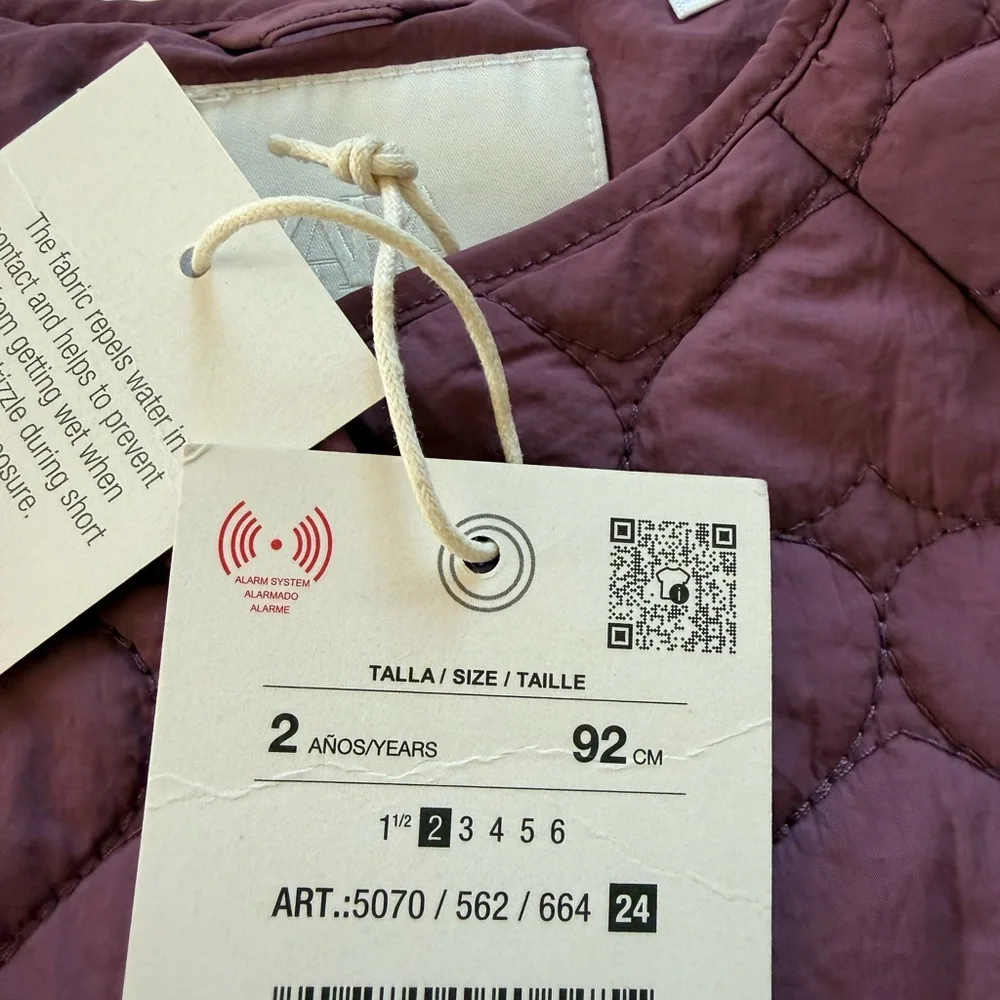 The fabric repels water in
contact and helps to prevent
from getting wet when
drizzle during short
ALARM SYSTEM
ALARMADO
ALARME
TALLA / SIZE / TAILLE
2 AÑOS/YEARS 92 CM
1 1/2 2 3 4 5 6
ART.:5070 / 562 / 664 24